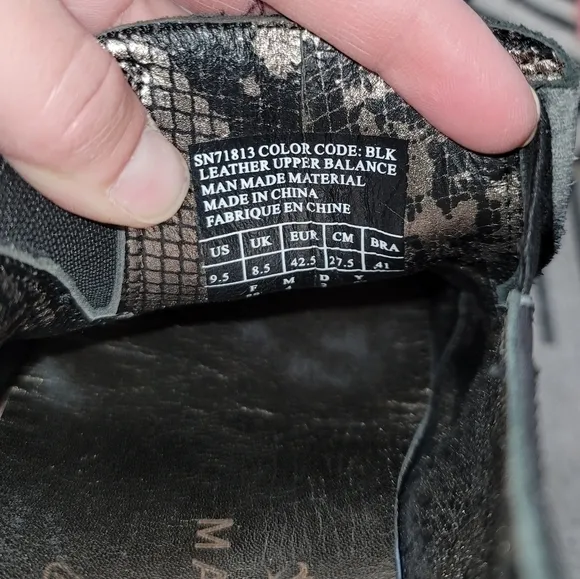 SN71813 COLOR CODE: BLK
LEATHER UPPER BALANCE
MAN MADE MATERIAL
MADE IN CHINA
FABRIQUE EN CHINE
US UK EUR CM BRA
9.5 8.5 42.5 27.5 41
F M D Y
MA